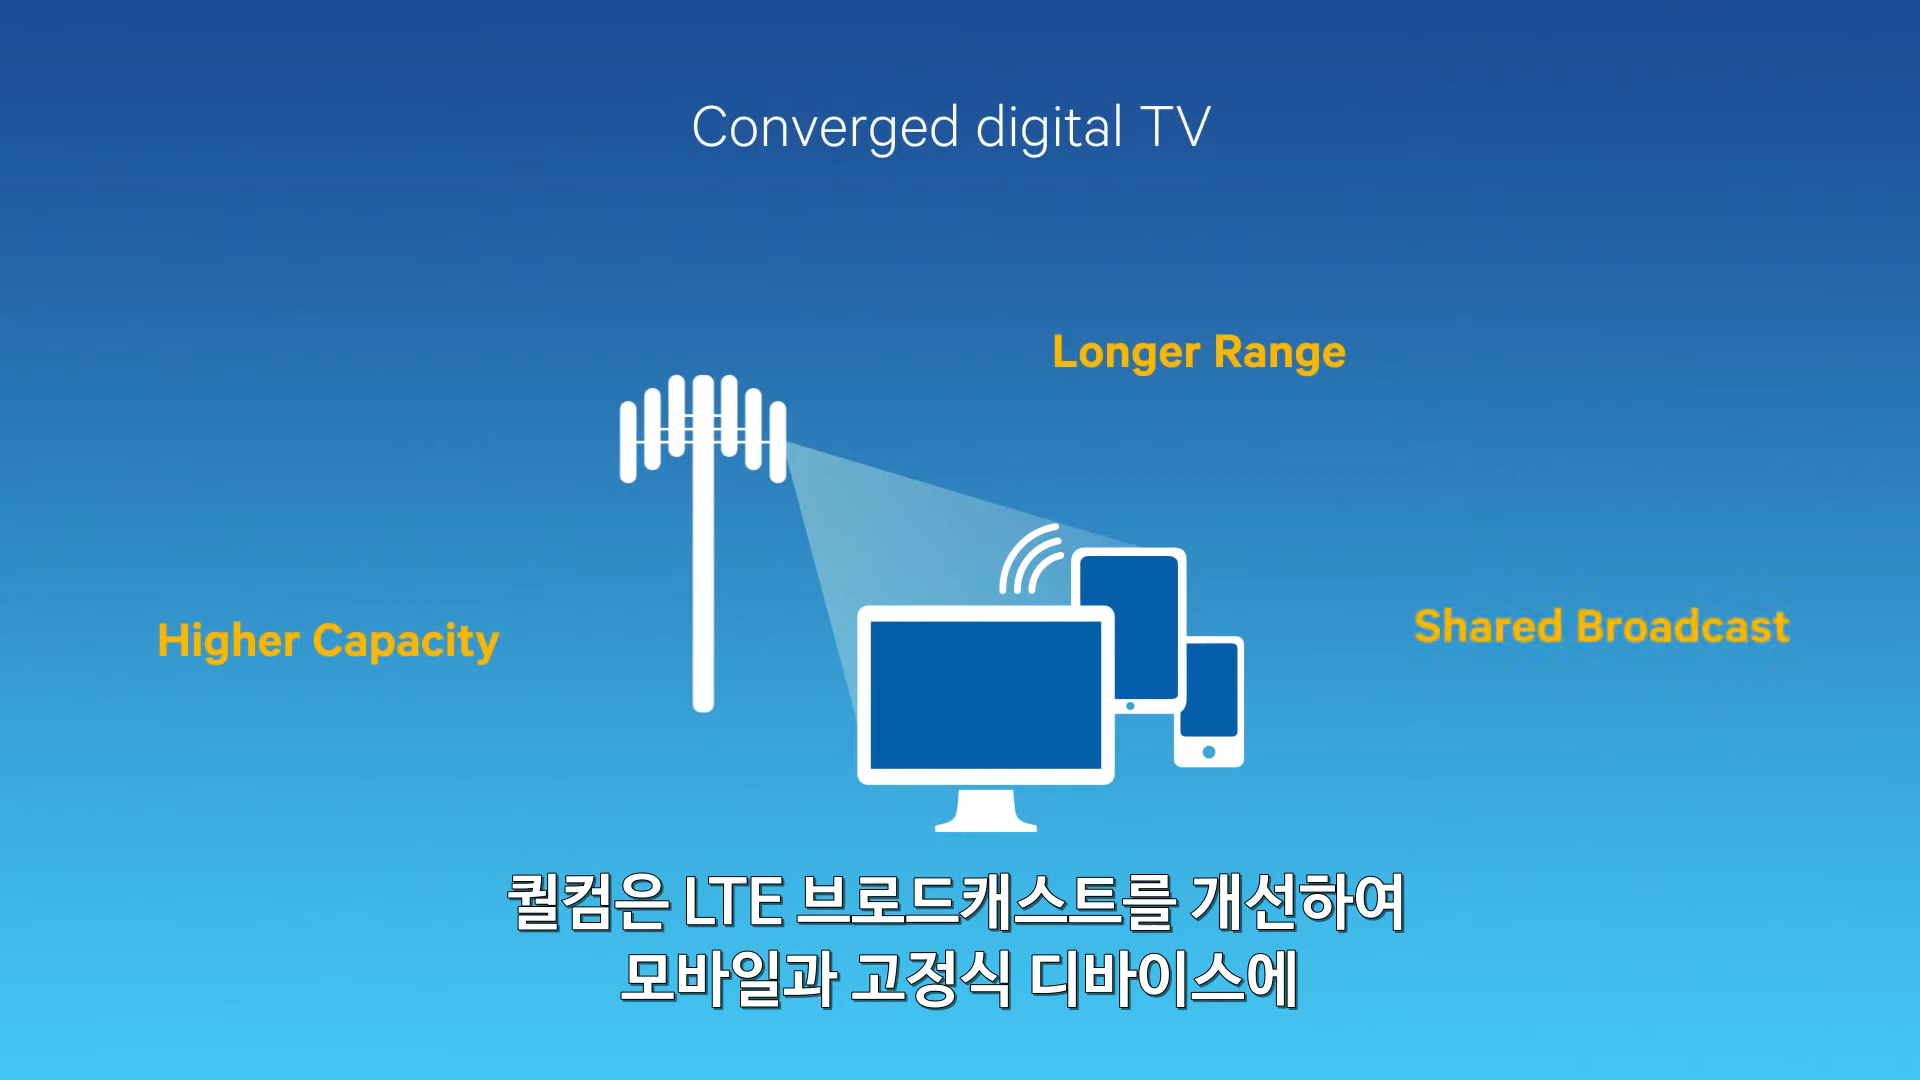 Converged digital TV
Longer Range
Higher Capacity
Shared Broadcast
퀄컴은 LTE 브로드캐스트를 개선하여
모바일과 고정식 디바이스에